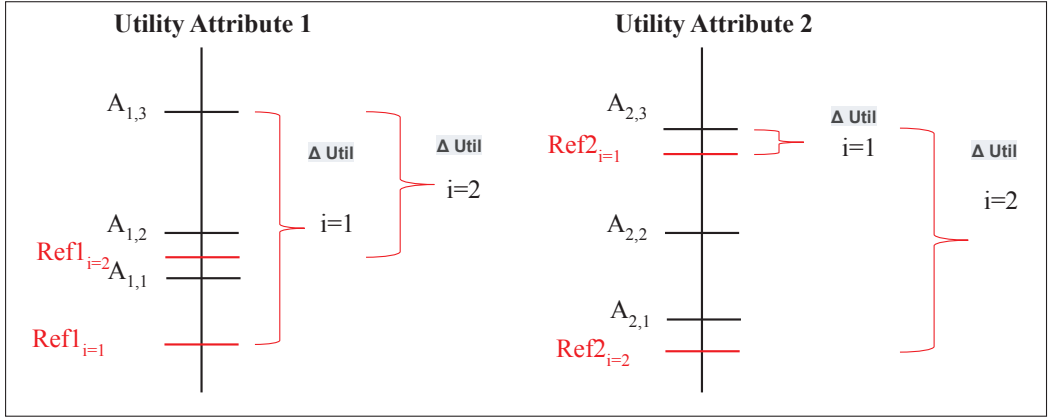 Utility Attribute 1
A1,3
Δ Util
i=1
Δ Util
i=2
A1,2
Ref1i=2
A1,1
Ref1i=1
Utility Attribute 2
A2,3
Ref2i=1
Δ Util
i=1
Δ Util
i=2
A2,2
A2,1
Ref2i=2